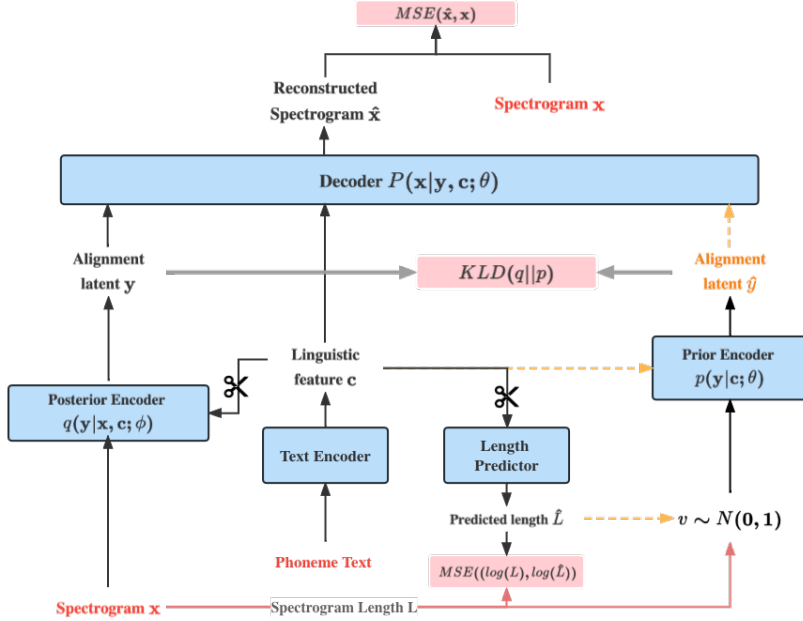 MSE(x̂, x)
Reconstructed
Spectrogram x̂
Spectrogram x
Decoder P(x|y, c; θ)
Alignment
latent y
KLD(q||p)
Alignment
latent ŷ
Linguistic
feature c
Prior Encoder
p(y|c; θ)
Posterior Encoder
q(y|x, c; ϕ)
Text Encoder
Length
Predictor
Predicted length L̂
v ∼ N(0, 1)
Phoneme Text
MSE((log(L), log(L̂))
Spectrogram x
Spectrogram Length L